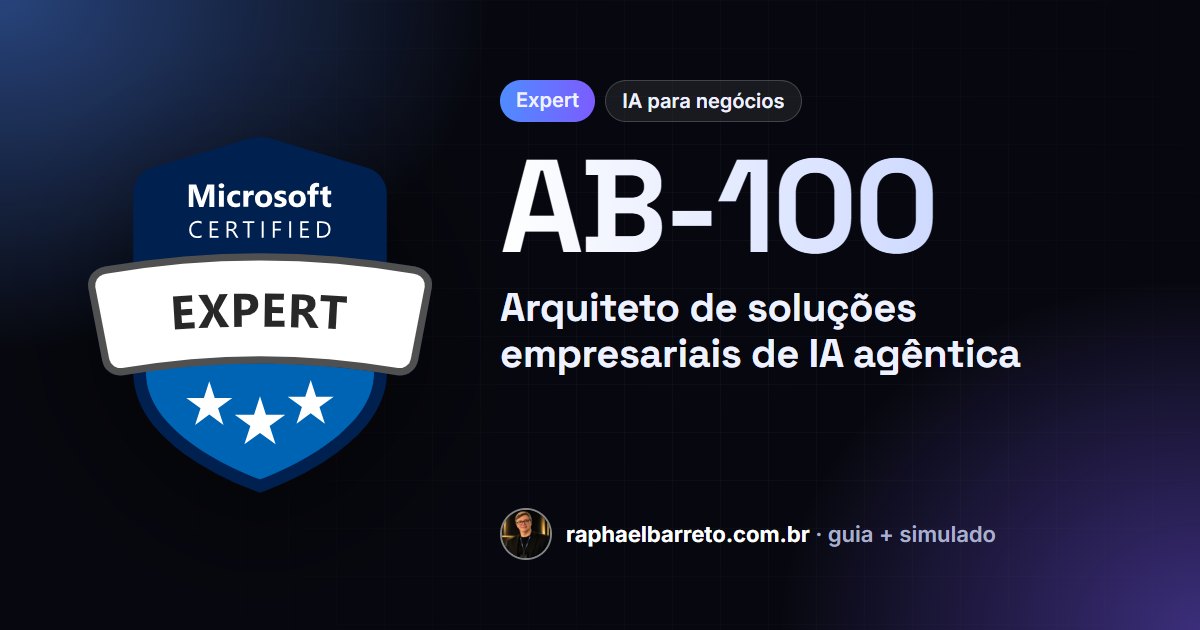 Microsoft
CERTIFIED
EXPERT
Expert
IA para negócios
AB-100
Arquiteto de soluções
empresariais de IA agêntica
raphaelbarreto.com.br · guia + simulado